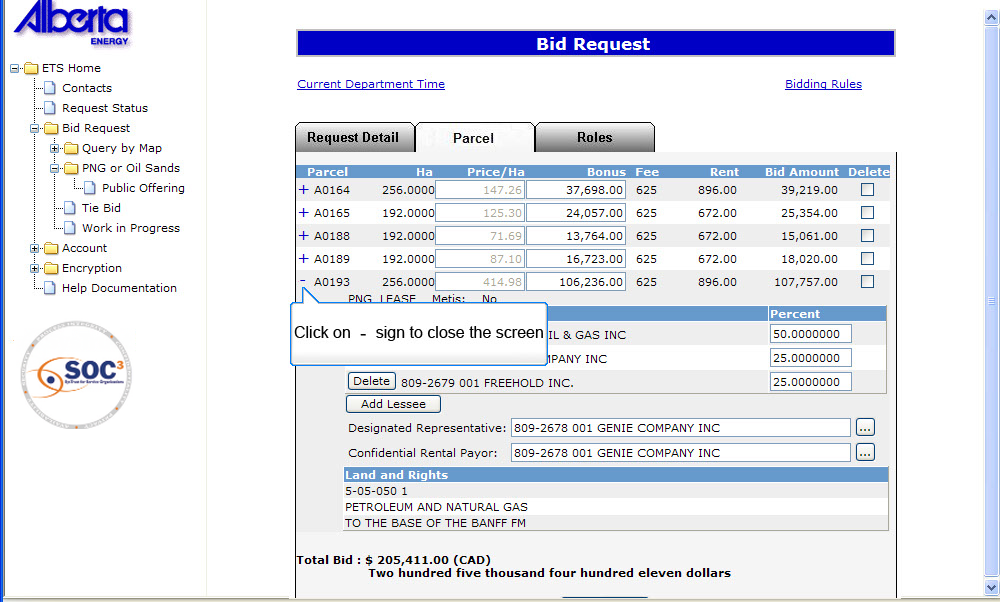 Alberta
ENERGY
ETS Home
Contacts
Request Status
Bid Request
Query by Map
PNG or Oil Sands
Public Offering
Tie Bid
Work in Progress
Account
Encryption
Help Documentation
SOC3
Bid Request
Current Department Time Bidding Rules
Request Detail Parcel Roles
Parcel Ha Price/Ha Bonus Fee Rent Bid Amount Delete
+ A0164 256.0000 147.26 37,698.00 625 896.00 39,219.00
+ A0165 192.0000 125.30 24,057.00 625 672.00 25,354.00
+ A0188 192.0000 71.69 13,764.00 625 672.00 15,061.00
+ A0189 192.0000 87.10 16,723.00 625 672.00 18,020.00
- A0193 256.0000 414.98 106,236.00 625 896.00 107,757.00
PNG LEASE Metis: No
Click on - sign to close the screen
Percent
IL & GAS INC 50.0000000
MPANY INC 25.0000000
Delete 809-2679 001 FREEHOLD INC. 25.0000000
Add Lessee
Designated Representative: 809-2678 001 GENIE COMPANY INC ...
Confidential Rental Payor: 809-2678 001 GENIE COMPANY INC ...
Land and Rights
5-05-050 1
PETROLEUM AND NATURAL GAS
TO THE BASE OF THE BANFF FM
Total Bid : $ 205,411.00 (CAD)
Two hundred five thousand four hundred eleven dollars